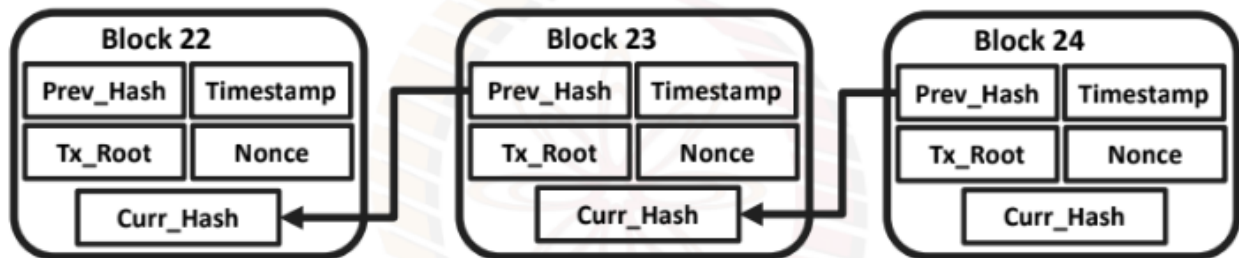 Block 22
Prev_Hash Timestamp
Tx_Root Nonce
Curr_Hash
Block 23
Prev_Hash Timestamp
Tx_Root Nonce
Curr_Hash
Block 24
Prev_Hash Timestamp
Tx_Root Nonce
Curr_Hash